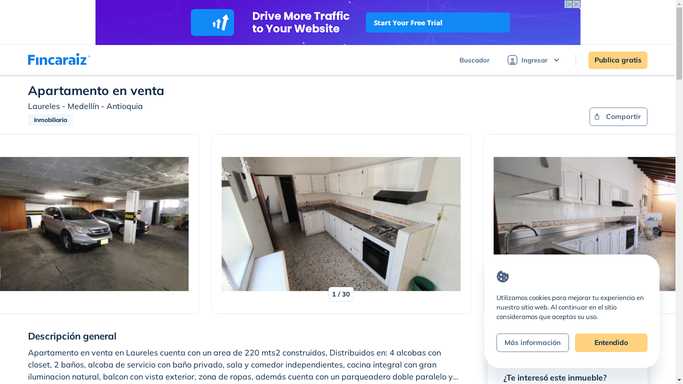 Drive More Traffic
to Your Website
Start Your Free Trial
Fincaraiz
Buscador
Ingresar
Publica gratis
Apartamento en venta
Laureles - Medellín - Antioquia
Inmobiliaria
Compartir
1 / 30
Utilizamos cookies para mejorar tu experiencia en
nuestro sitio web. Al continuar en el sitio
consideramos que aceptas su uso.
Más información
Entendido
Descripción general
Apartamento en venta en Laureles cuenta con un area de 220 mts2 construidos, Distribuidos en: 4 alcobas con
closet, 2 baños, alcoba de servicio con baño privado, sala y comedor independientes, cocina integral con gran
iluminacion natural, balcon con vista exterior, zona de ropas, además cuenta con un parqueadero doble paralelo y...
¿Te interesó este inmueble?